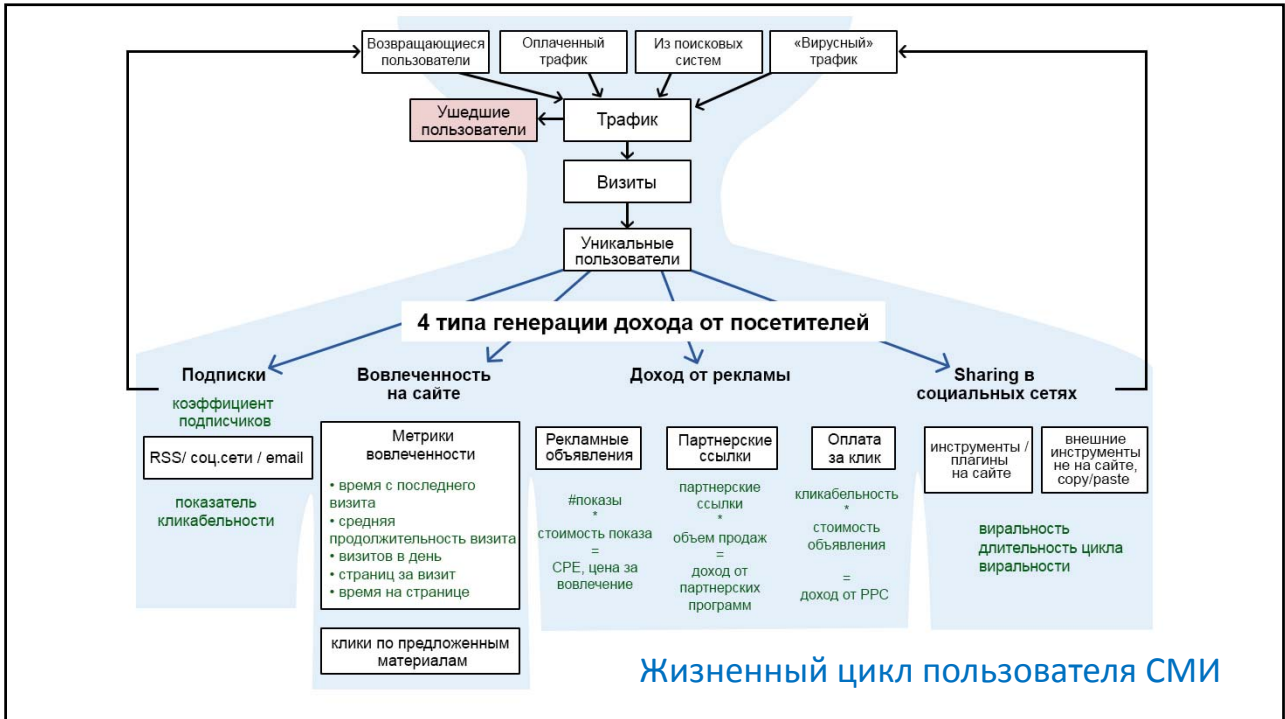 Возвращающиеся
пользователи
Оплаченный
трафик
Из поисковых
систем
«Вирусный»
трафик
Ушедшие
пользователи
Трафик
Визиты
Уникальные
пользователи
4 типа генерации дохода от посетителей
Подписки
коэффициент
подписчиков
RSS/ соц.сети / email
показатель
кликабельности
Вовлеченность
на сайте
Метрики
вовлеченности
• время с последнего
визита
• средняя
продолжительность визита
• визитов в день
• страниц за визит
• время на странице
клики по предложенным
материалам
Доход от рекламы
Рекламные
объявления
#показы
*
стоимость показа
=
CPE, цена за
вовлечение
Партнерские
ссылки
партнерские
ссылки
*
объем продаж
=
доход от
партнерских
программ
Оплата
за клик
кликабельность
*
стоимость
объявления
=
доход от PPC
Sharing в
социальных сетях
инструменты /
плагины
на сайте
внешние
инструменты
не на сайте,
copy/paste
виральность
длительность цикла
виральности
Жизненный цикл пользователя СМИ